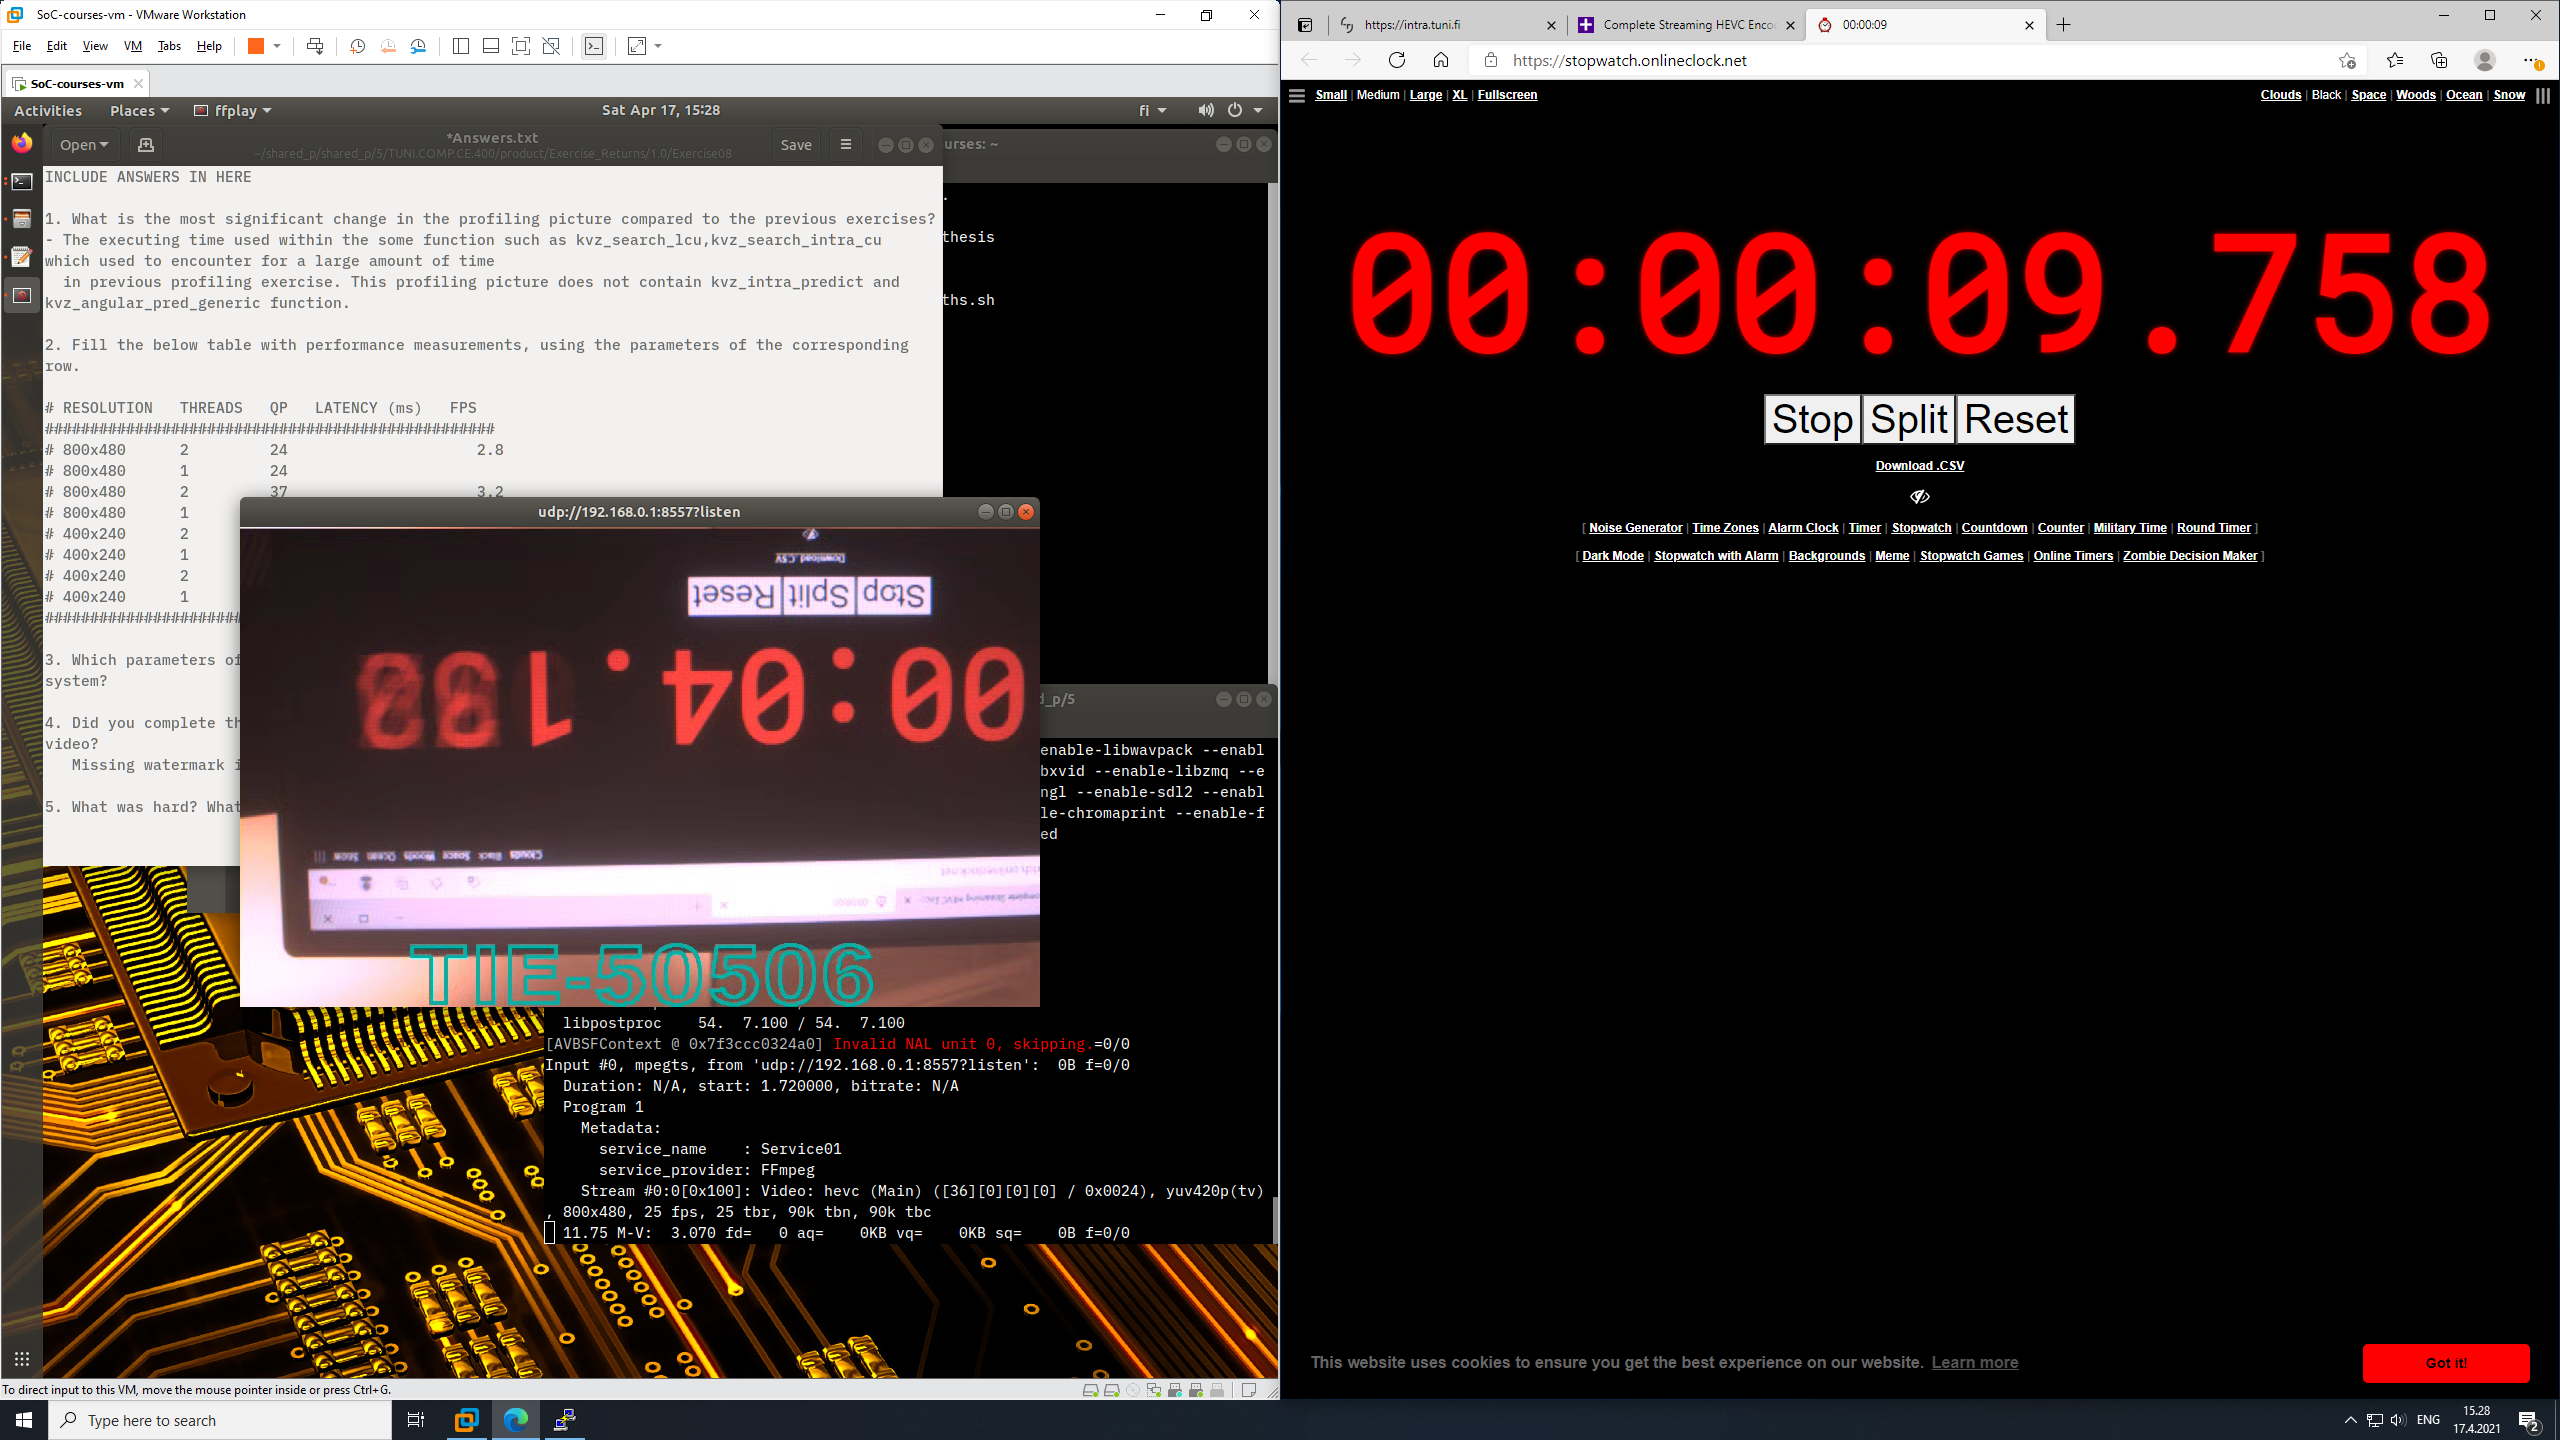 SoC-courses-vm - VMware Workstation
File Edit View VM Tabs Help
SoC-courses-vm
Activities Places ffplay Sat Apr 17, 15:28 fi
Open *Answers.txt Save
~/shared_p/shared_p/5/TUNI.COMP.CE.400/product/Exercise_Returns/1.0/Exercise08
INCLUDE ANSWERS IN HERE
1. What is the most significant change in the profiling picture compared to the previous exercises?
- The executing time used within the some function such as kvz_search_lcu,kvz_search_intra_cu
which used to encounter for a large amount of time
in previous profiling exercise. This profiling picture does not contain kvz_intra_predict and
kvz_angular_pred_generic function.
2. Fill the below table with performance measurements, using the parameters of the corresponding
row.
# RESOLUTION THREADS QP LATENCY (ms) FPS
##################################################
# 800x480 2 24 2.8
# 800x480 1 24
# 800x480 2 37 3.2
# 800x480 1
# 400x240 2
# 400x240 1
# 400x240 2
# 400x240 1
######################
3. Which parameters of
system?
4. Did you complete th
video?
Missing watermark i
5. What was hard? What
urses: ~
thesis
ths.sh
udp://192.168.0.1:8557?listen
Download .CSV
Stop Split Reset
00:04.1
Clouds Black Space Woods Ocean Snow
TIE-50506
d_p/5
enable-libwavpack --enabl
bxvid --enable-libzmq --e
ngl --enable-sdl2 --enabl
le-chromaprint --enable-f
ed
libpostproc 54. 7.100 / 54. 7.100
[AVBSFContext @ 0x7f3ccc0324a0] Invalid NAL unit 0, skipping.=0/0
Input #0, mpegts, from 'udp://192.168.0.1:8557?listen': 0B f=0/0
Duration: N/A, start: 1.720000, bitrate: N/A
Program 1
Metadata:
service_name : Service01
service_provider: FFmpeg
Stream #0:0[0x100]: Video: hevc (Main) ([36][0][0][0] / 0x0024), yuv420p(tv)
, 800x480, 25 fps, 25 tbr, 90k tbn, 90k tbc
11.75 M-V: 3.070 fd= 0 aq= 0KB vq= 0KB sq= 0B f=0/0
To direct input to this VM, move the mouse pointer inside or press Ctrl+G.
https://intra.tuni.fi
Complete Streaming HEVC Enco
00:00:09
https://stopwatch.onlineclock.net
Small | Medium | Large | XL | Fullscreen
Clouds | Black | Space | Woods | Ocean | Snow
00:00:09.758
Stop Split Reset
Download .CSV
[ Noise Generator | Time Zones | Alarm Clock | Timer | Stopwatch | Countdown | Counter | Military Time | Round Timer ]
[ Dark Mode | Stopwatch with Alarm | Backgrounds | Meme | Stopwatch Games | Online Timers | Zombie Decision Maker ]
This website uses cookies to ensure you get the best experience on our website. Learn more
Got it!
Type here to search
ENG
15.28
17.4.2021
2